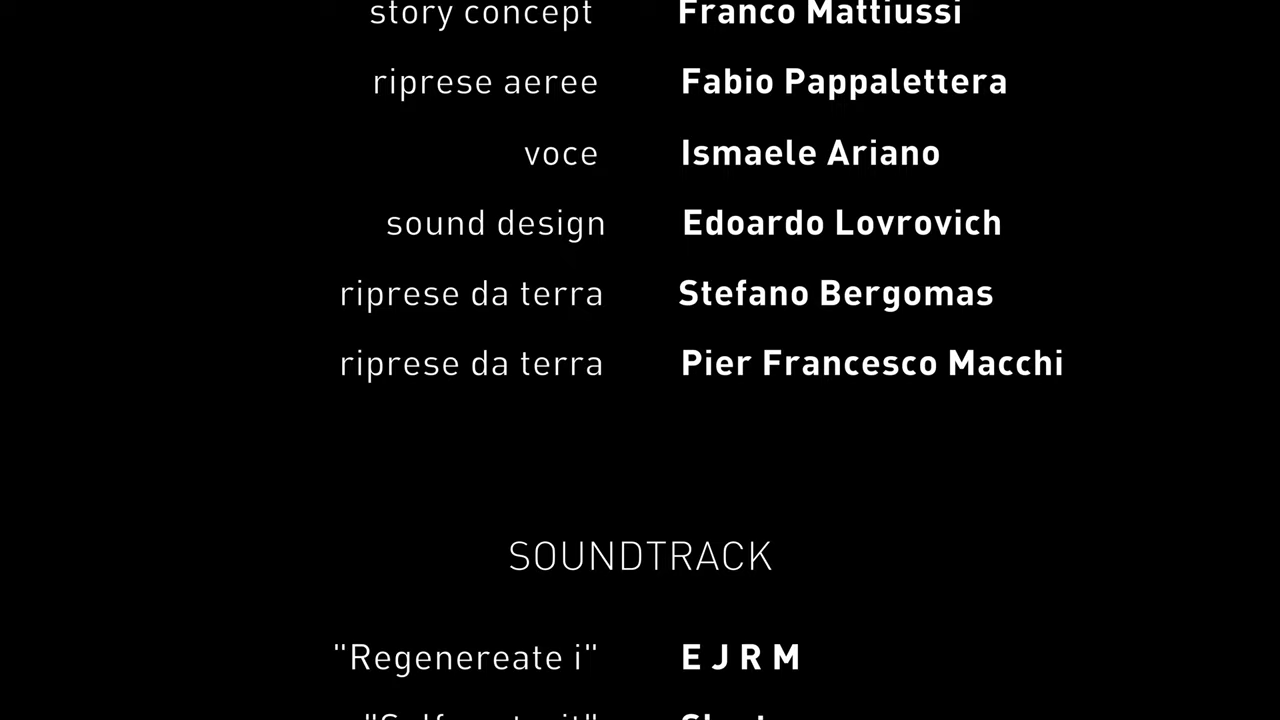 story concept Franco Mattiussi
riprese aeree Fabio Pappalettera
voce Ismaele Ariano
sound design Edoardo Lovrovich
riprese da terra Stefano Bergomas
riprese da terra Pier Francesco Macchi
SOUNDTRACK
"Regenereate i" E J R M